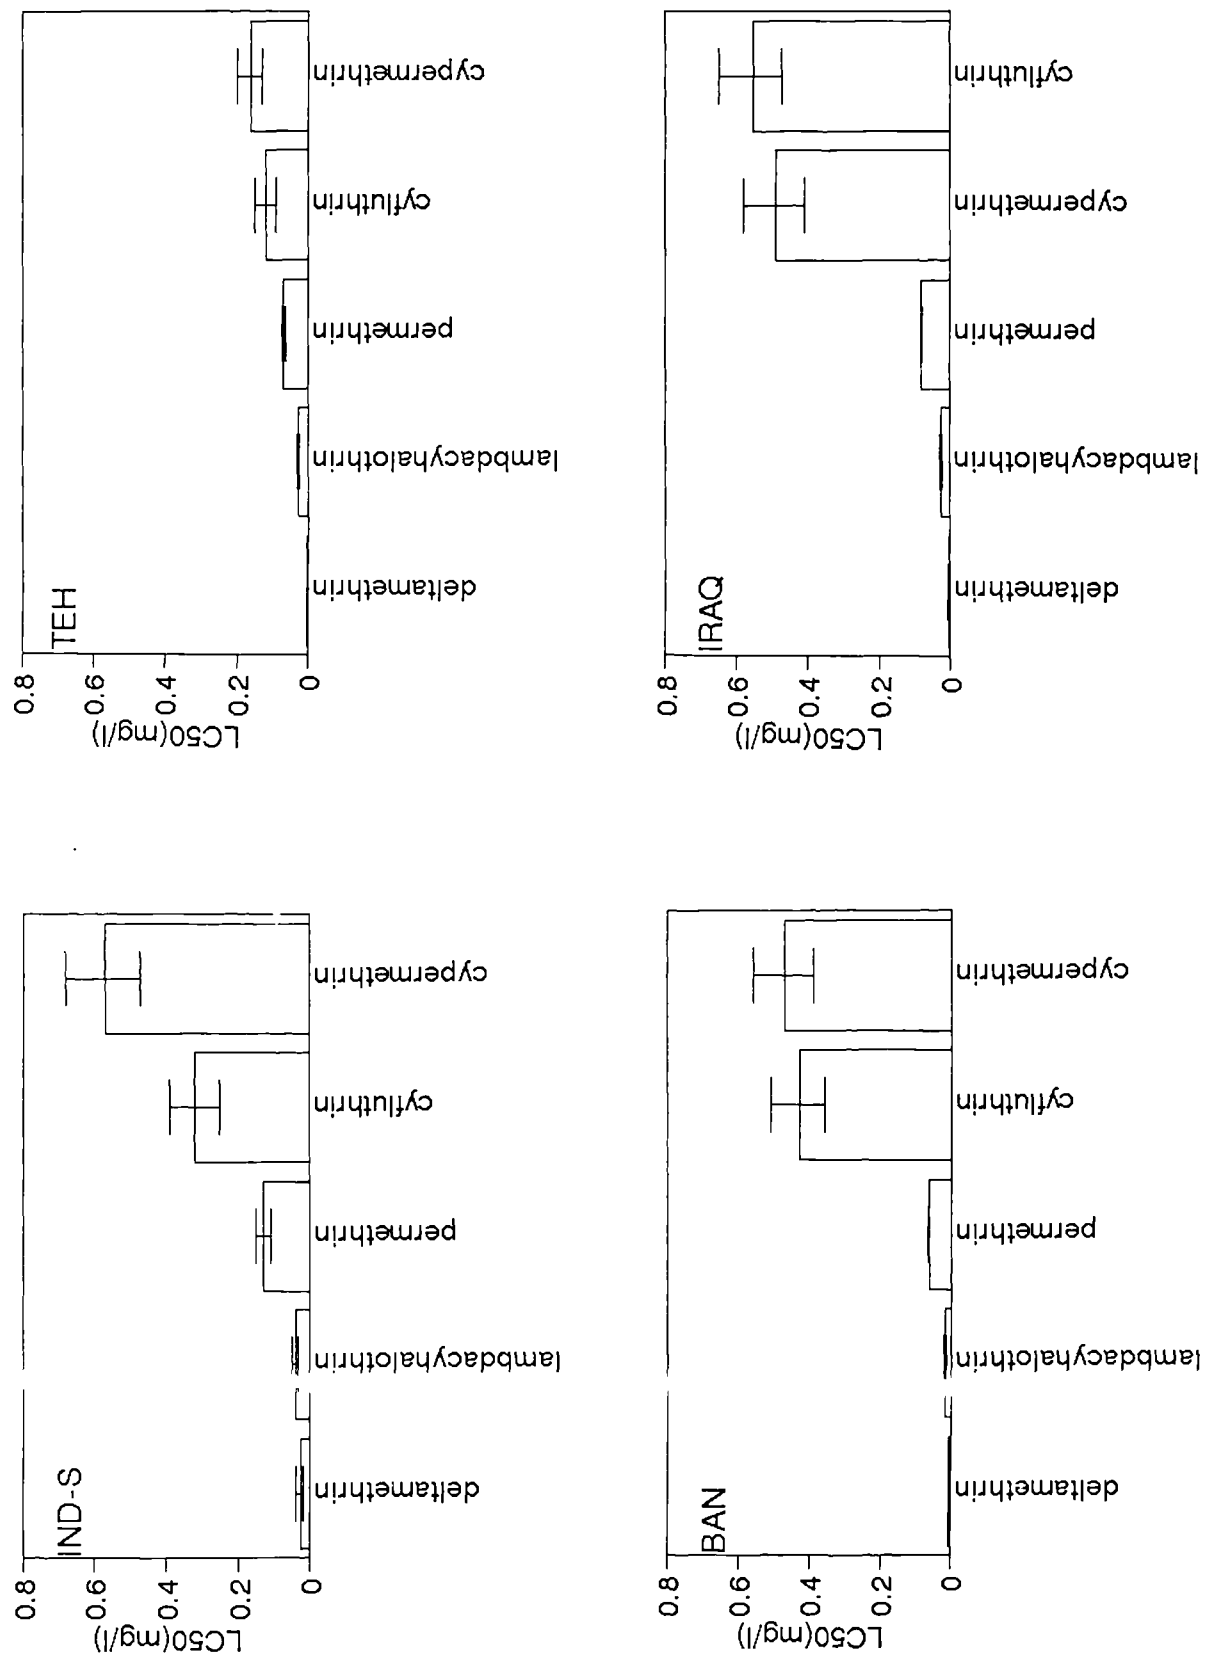 IND-S
LC50(mg/l)
0.8
0.6
0.4
0.2
0
deltamethrin
lambdacyhalothrin
permethrin
cyfluthrin
cypermethrin
TEH
LC50(mg/l)
0.8
0.6
0.4
0.2
0
deltamethrin
lambdacyhalothrin
permethrin
cyfluthrin
cypermethrin
BAN
LC50(mg/l)
0.8
0.6
0.4
0.2
0
deltamethrin
lambdacyhalothrin
permethrin
cyfluthrin
cypermethrin
IRAQ
LC50(mg/l)
0.8
0.6
0.4
0.2
0
deltamethrin
lambdacyhalothrin
permethrin
cypermethrin
cyfluthrin